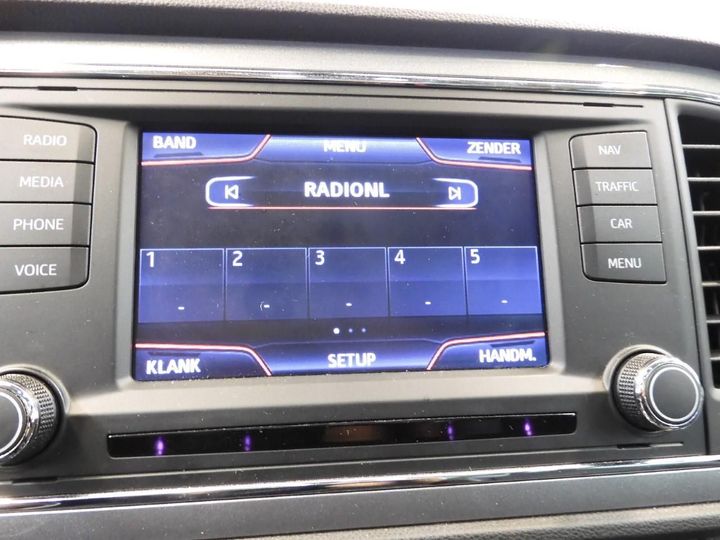 RADIO
MEDIA
PHONE
VOICE
BAND MENU ZENDER
RADIONL
1 2 3 4 5
- - - - -
KLANK SETUP HANDM.
NAV
TRAFFIC
CAR
MENU